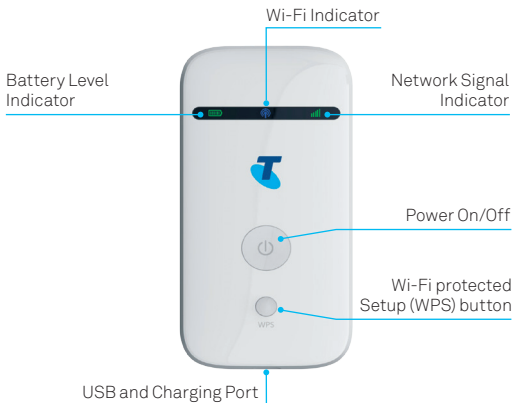 Wi-Fi Indicator
Battery Level
Indicator
Network Signal
Indicator
T
Power On/Off
Wi-Fi protected
Setup (WPS) button
WPS
USB and Charging Port